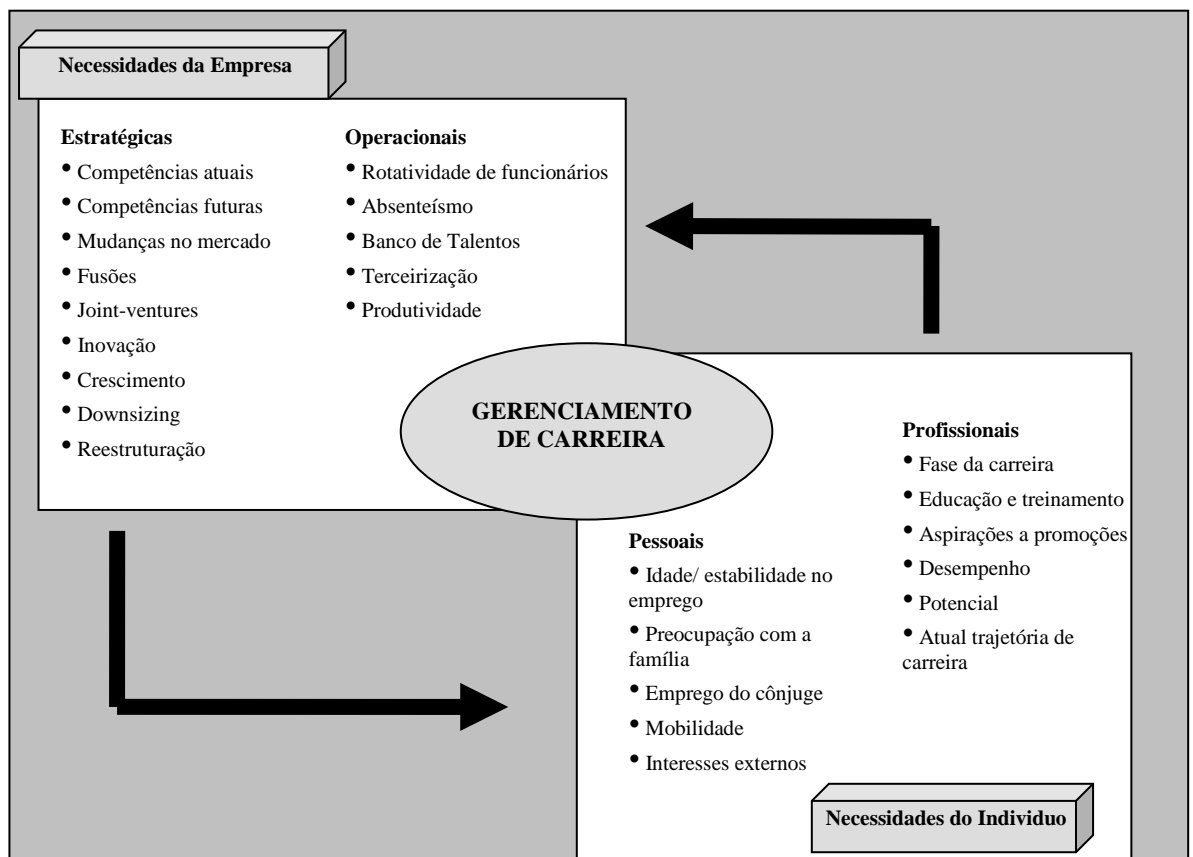 Necessidades da Empresa
Estratégicas
• Competências atuais
• Competências futuras
• Mudanças no mercado
• Fusões
• Joint-ventures
• Inovação
• Crescimento
• Downsizing
• Reestruturação
Operacionais
• Rotatividade de funcionários
• Absenteísmo
• Banco de Talentos
• Terceirização
• Produtividade
GERENCIAMENTO
DE CARREIRA
Pessoais
• Idade/ estabilidade no
emprego
• Preocupação com a
família
• Emprego do cônjuge
• Mobilidade
• Interesses externos
Profissionais
• Fase da carreira
• Educação e treinamento
• Aspirações a promoções
• Desempenho
• Potencial
• Atual trajetória de
carreira
Necessidades do Individuo